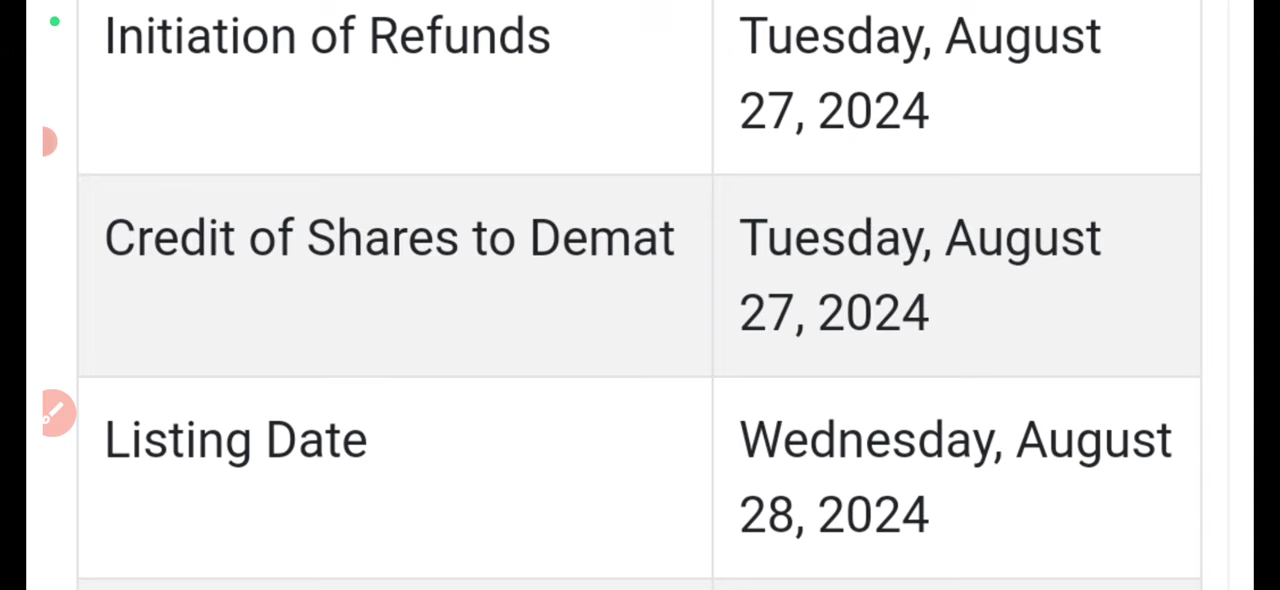 Initiation of Refunds
Tuesday, August
27, 2024
Credit of Shares to Demat
Tuesday, August
27, 2024
Listing Date
Wednesday, August
28, 2024